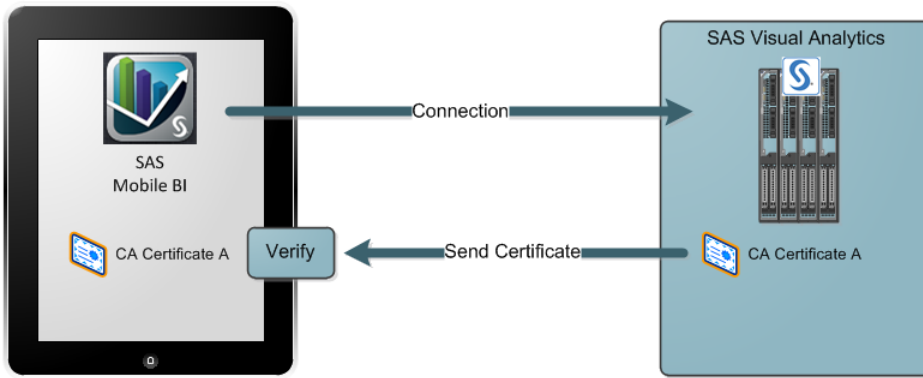 SAS Visual Analytics
Connection
SAS
Mobile BI
CA Certificate A
Verify
Send Certificate
CA Certificate A